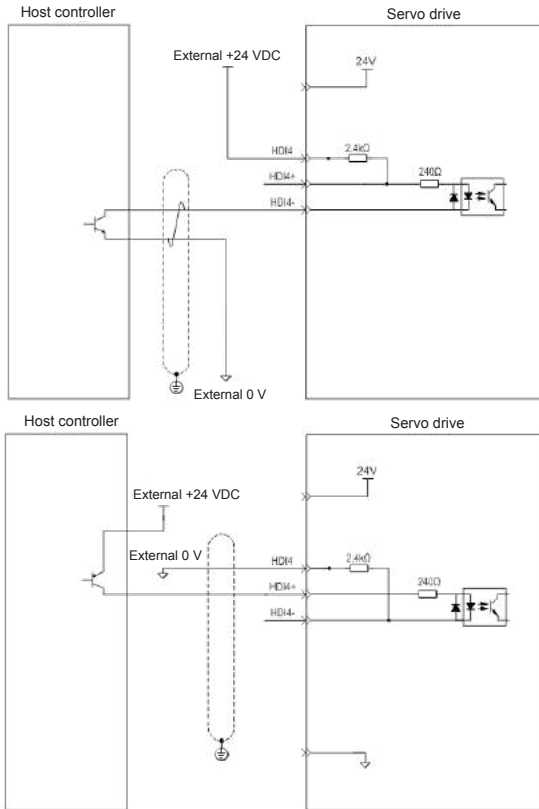 Host controller
Servo drive
External +24 VDC
24V
HDI4
2.4kΩ
HDI4+
240Ω
HDI4-
External 0 V
Host controller
Servo drive
External +24 VDC
24V
External 0 V
HDI4
2.4kΩ
HDI4+
240Ω
HDI4-